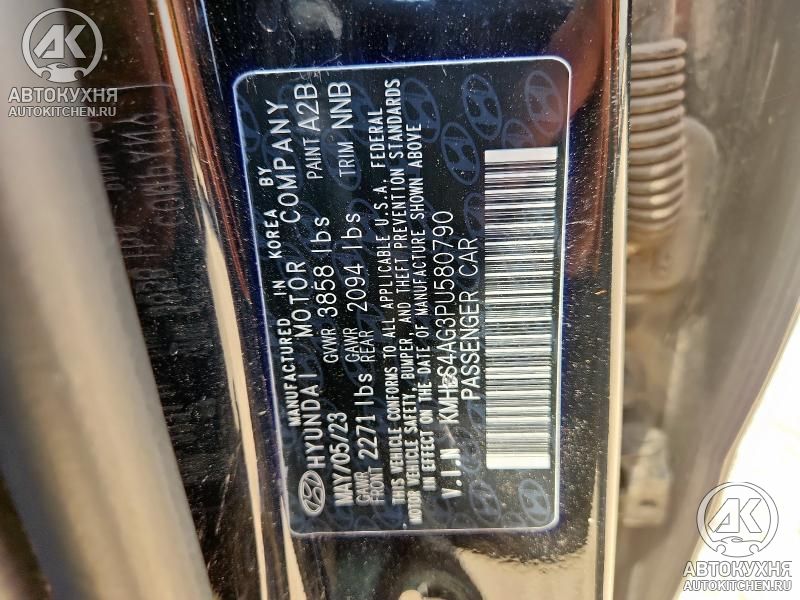 MANUFACTURED IN KOREA BY
HYUNDAI MOTOR COMPANY
MAY/05/23 GVWR 3858 lbs PAINT A2B
GAWR FRONT 2271 lbs GAWR REAR 2094 lbs TRIM NNB
THIS VEHICLE CONFORMS TO ALL APPLICABLE U.S.A. FEDERAL
MOTOR VEHICLE SAFETY, BUMPER, AND THEFT PREVENTION STANDARDS
IN EFFECT ON THE DATE OF MANUFACTURE SHOWN ABOVE
V.I.N
PASSENGER CAR
АК
АВТОКУХНЯ
AUTOKITCHEN.RU
АК
АВТОКУХНЯ
AUTOKITCHEN.RU